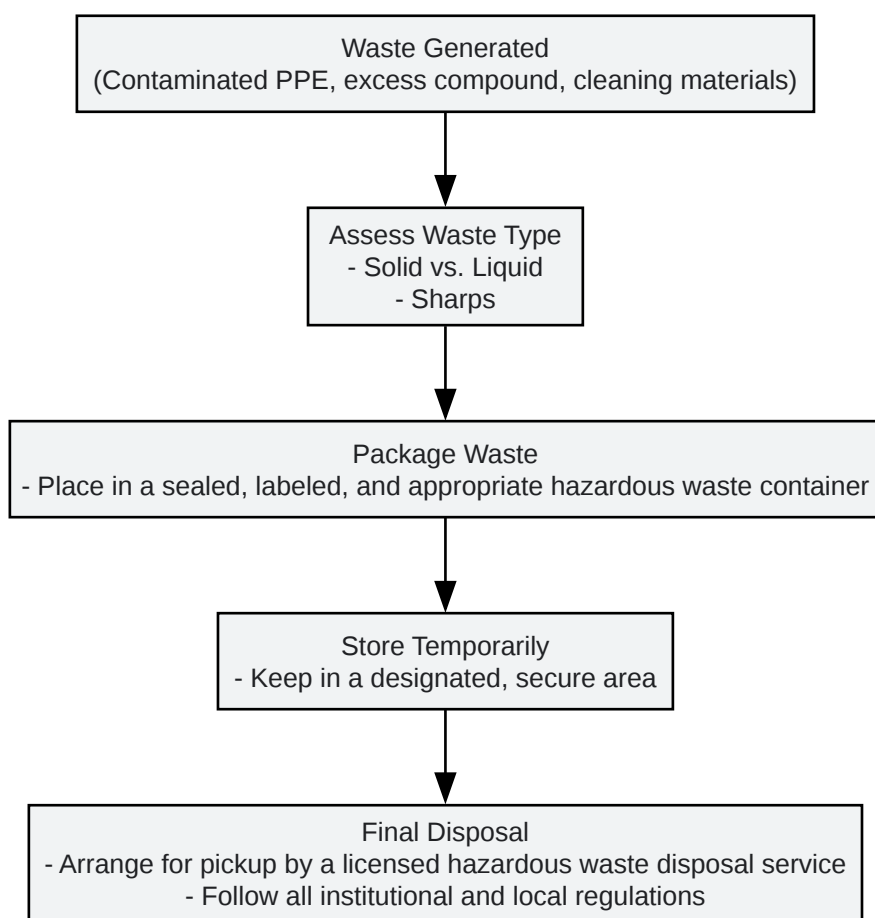 Waste Generated
(Contaminated PPE, excess compound, cleaning materials)
Assess Waste Type
- Solid vs. Liquid
- Sharps
Package Waste
- Place in a sealed, labeled, and appropriate hazardous waste container
Store Temporarily
- Keep in a designated, secure area
Final Disposal
- Arrange for pickup by a licensed hazardous waste disposal service
- Follow all institutional and local regulations